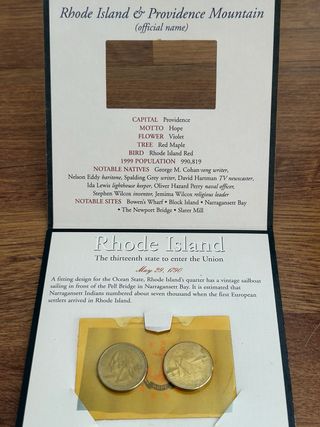 Rhode Island & Providence Mountain
(official name)
CAPITAL Providence
MOTTO Hope
FLOWER Violet
TREE Red Maple
BIRD Rhode Island Red
1999 POPULATION 990,819
NOTABLE NATIVES George M. Cohan song writer,
Nelson Eddy baritone, Spalding Grey writer, David Hartman TV newscaster,
Ida Lewis lighthouse keeper, Oliver Hazard Perry naval officer,
Stephen Wilcox inventor, Jemima Wilcox religious leader
NOTABLE SITES Bowen's Wharf • Block Island • Narragansett Bay
• The Newport Bridge • Slater Mill
Rhode Island
The thirteenth state to enter the Union
May 29, 1790
A fitting design for the Ocean State, Rhode Island's quarter has a vintage sailboat
sailing in front of the Pell Bridge in Narragansett Bay. It is estimated that
Narragansett Indians numbered about seven thousand when the first European
settlers arrived in Rhode Island.